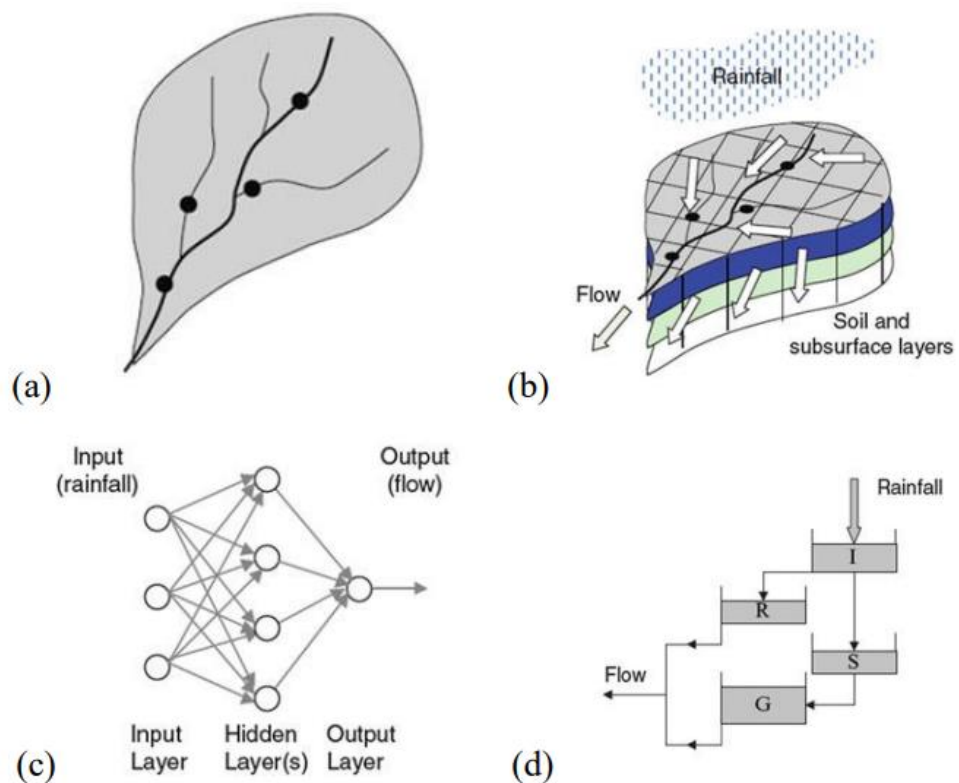 Rainfall
Flow
Soil and
subsurface layers
(a)
(b)
Input
(rainfall)
Output
(flow)
Input
Layer
Hidden
Layer(s)
Output
Layer
(c)
Rainfall
I
R
S
Flow
G
(d)